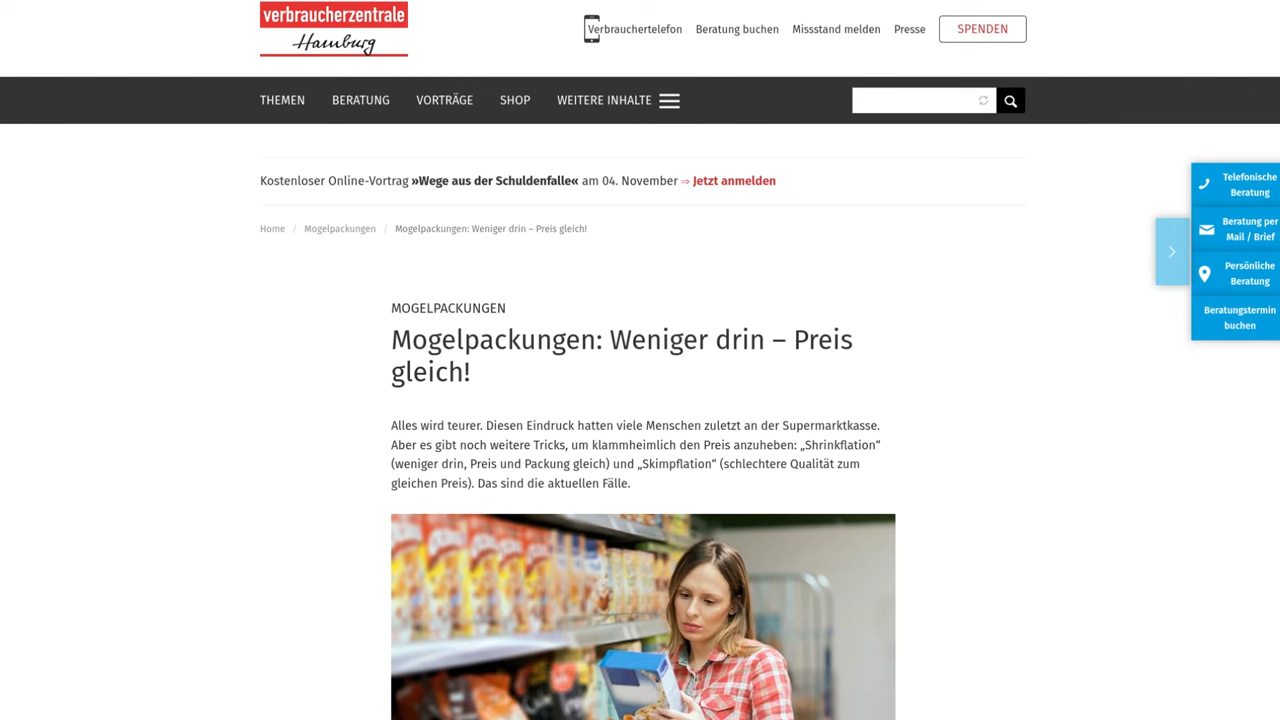 verbraucherzentrale
Hamburg
Verbrauchertelefon Beratung buchen Missstand melden Presse SPENDEN
THEMEN BERATUNG VORTRÄGE SHOP WEITERE INHALTE
Kostenloser Online-Vortrag »Wege aus der Schuldenfalle« am 04. November ⇒ Jetzt anmelden
Home / Mogelpackungen / Mogelpackungen: Weniger drin – Preis gleich!
Telefonische
Beratung
Beratung per
Mail / Brief
Persönliche
Beratung
Beratungstermin
buchen
MOGELPACKUNGEN
Mogelpackungen: Weniger drin – Preis
gleich!
Alles wird teurer. Diesen Eindruck hatten viele Menschen zuletzt an der Supermarktkasse.
Aber es gibt noch weitere Tricks, um klammheimlich den Preis anzuheben: „Shrinkflation“
(weniger drin, Preis und Packung gleich) und „Skimpflation“ (schlechtere Qualität zum
gleichen Preis). Das sind die aktuellen Fälle.